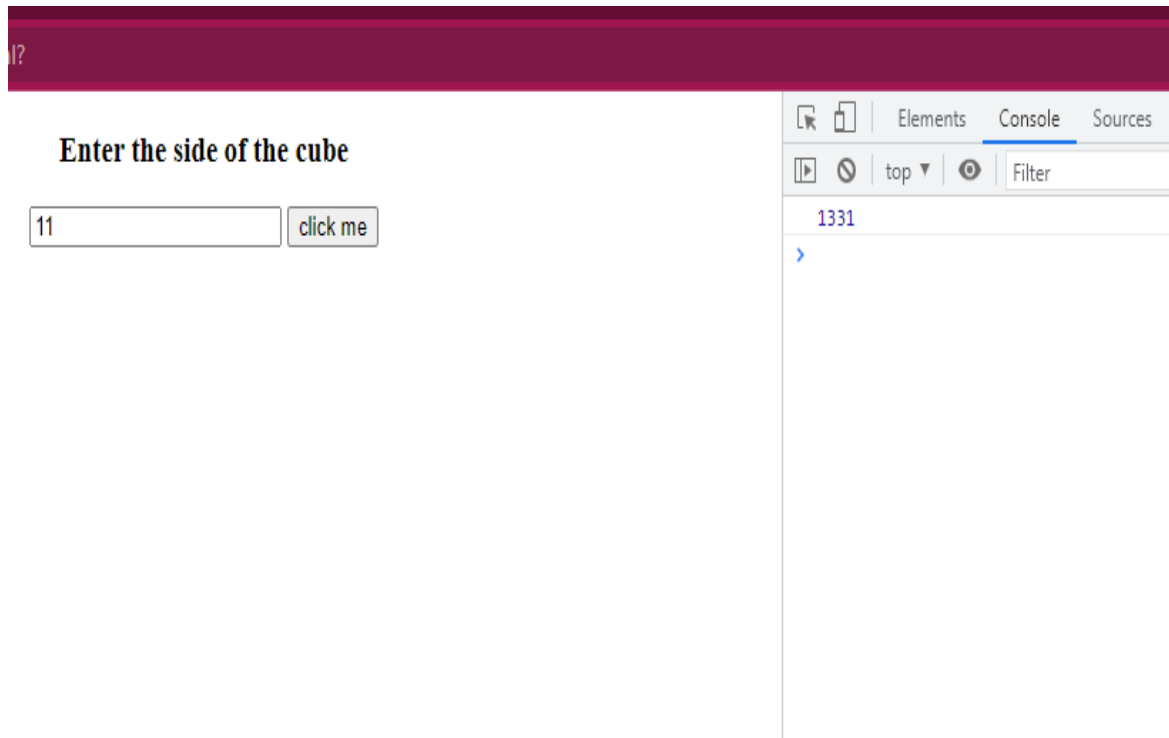 Enter the side of the cube
11 click me
Elements Console Sources
top Filter
1331